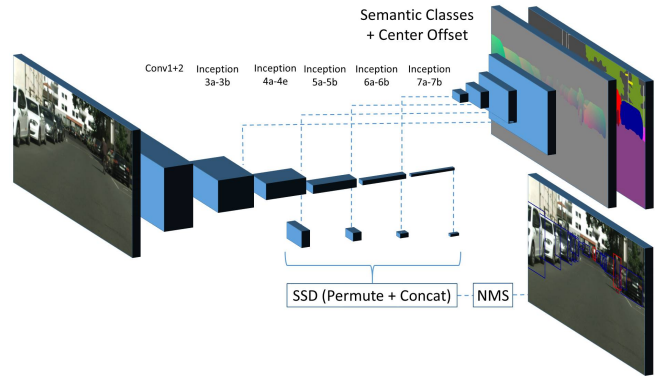 Semantic Classes
+ Center Offset
Conv1+2
Inception
3a-3b
Inception
4a-4e
Inception
5a-5b
Inception
6a-6b
Inception
7a-7b
SSD (Permute + Concat)
NMS